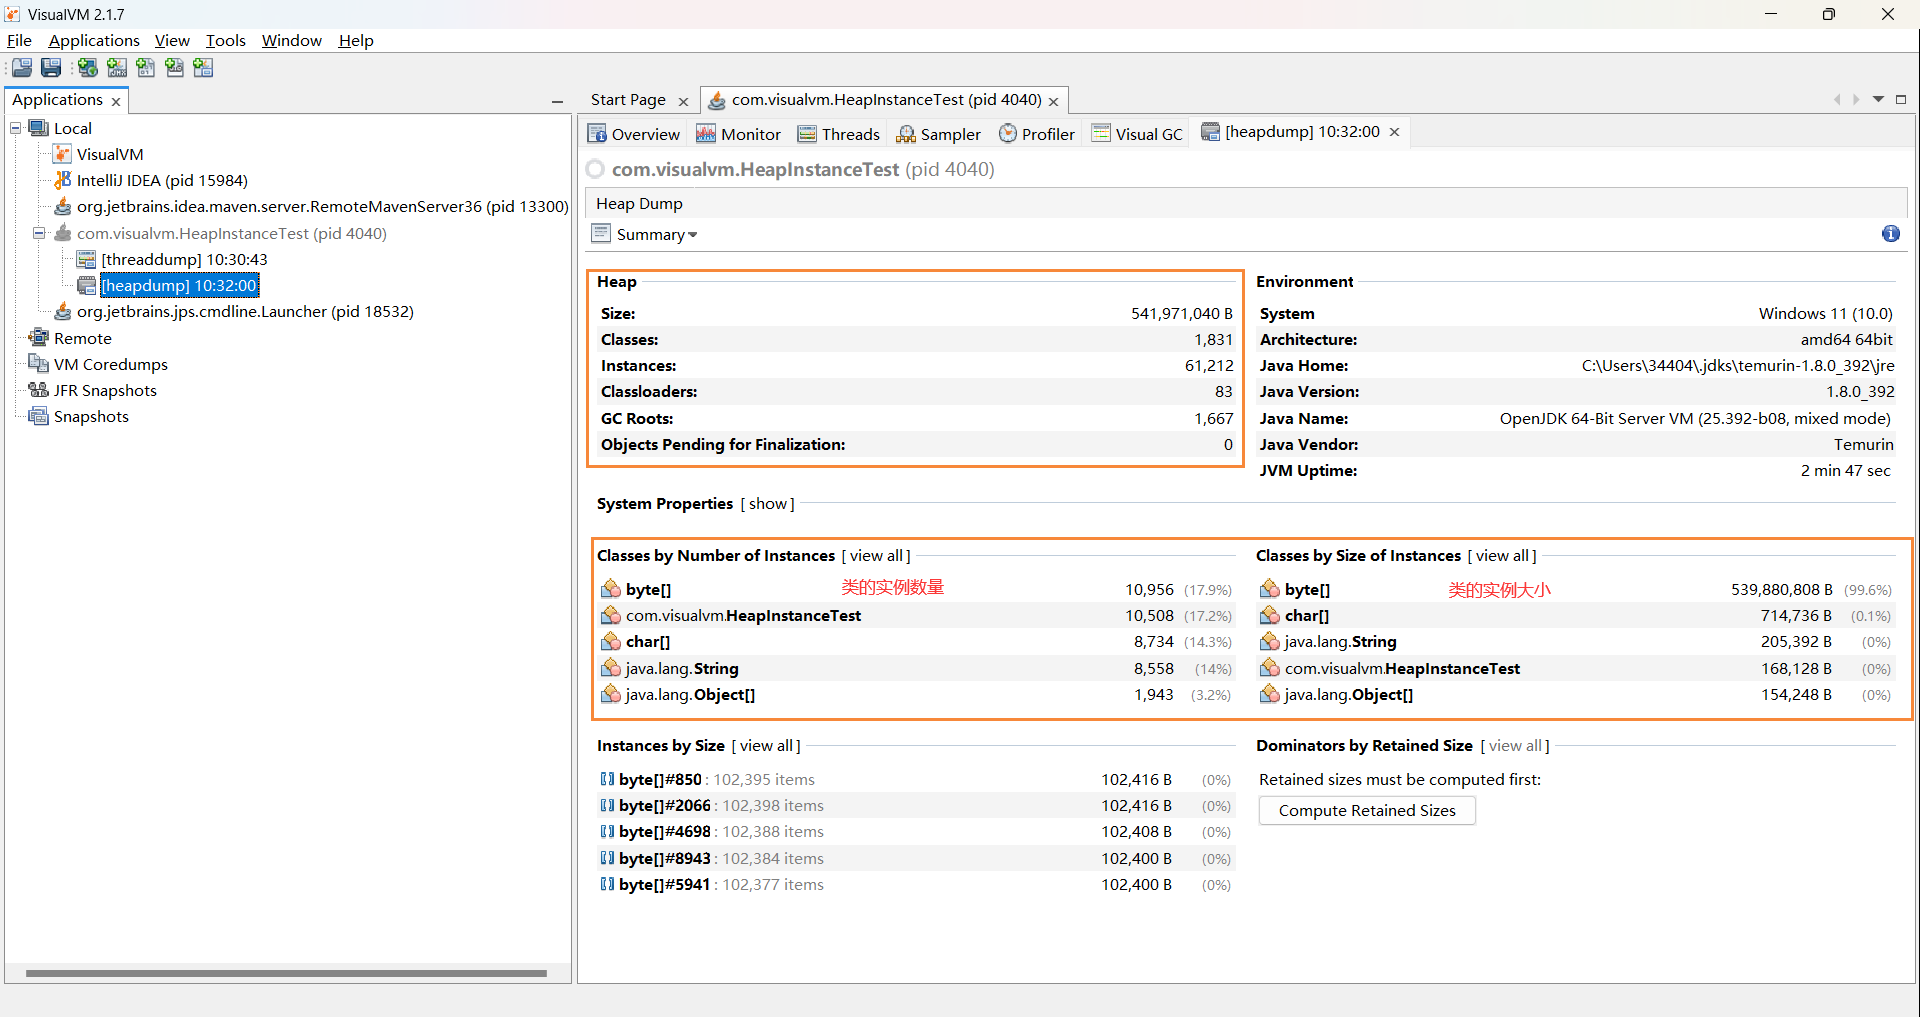 VisualVM 2.1.7
File Applications View Tools Window Help
Applications
Local
VisualVM
IntelliJ IDEA (pid 15984)
org.jetbrains.idea.maven.server.RemoteMavenServer36 (pid 13300)
com.visualvm.HeapInstanceTest (pid 4040)
[threaddump] 10:30:43
[heapdump] 10:32:00
org.jetbrains.jps.cmdline.Launcher (pid 18532)
Remote
VM Coredumps
JFR Snapshots
Snapshots
Start Page com.visualvm.HeapInstanceTest (pid 4040)
Overview Monitor Threads Sampler Profiler Visual GC [heapdump] 10:32:00
com.visualvm.HeapInstanceTest (pid 4040)
Heap Dump
Summary
Heap
Size: 541,971,040 B
Classes: 1,831
Instances: 61,212
Classloaders: 83
GC Roots: 1,667
Objects Pending for Finalization: 0
Environment
System Windows 11 (10.0)
Architecture: amd64 64bit
Java Home: C:\Users\34404\.jdks\temurin-1.8.0_392\jre
Java Version: 1.8.0_392
Java Name: OpenJDK 64-Bit Server VM (25.392-b08, mixed mode)
Java Vendor: Temurin
JVM Uptime: 2 min 47 sec
System Properties [ show ]
Classes by Number of Instances [ view all ]
byte[] 类的实例数量 10,956 (17.9%)
com.visualvm.HeapInstanceTest 10,508 (17.2%)
char[] 8,734 (14.3%)
java.lang.String 8,558 (14%)
java.lang.Object[] 1,943 (3.2%)
Classes by Size of Instances [ view all ]
byte[] 类的实例大小 539,880,808 B (99.6%)
char[] 714,736 B (0.1%)
java.lang.String 205,392 B (0%)
com.visualvm.HeapInstanceTest 168,128 B (0%)
java.lang.Object[] 154,248 B (0%)
Instances by Size [ view all ]
byte[]#850 : 102,395 items 102,416 B (0%)
byte[]#2066 : 102,398 items 102,416 B (0%)
byte[]#4698 : 102,388 items 102,408 B (0%)
byte[]#8943 : 102,384 items 102,400 B (0%)
byte[]#5941 : 102,377 items 102,400 B (0%)
Dominators by Retained Size [ view all ]
Retained sizes must be computed first:
Compute Retained Sizes